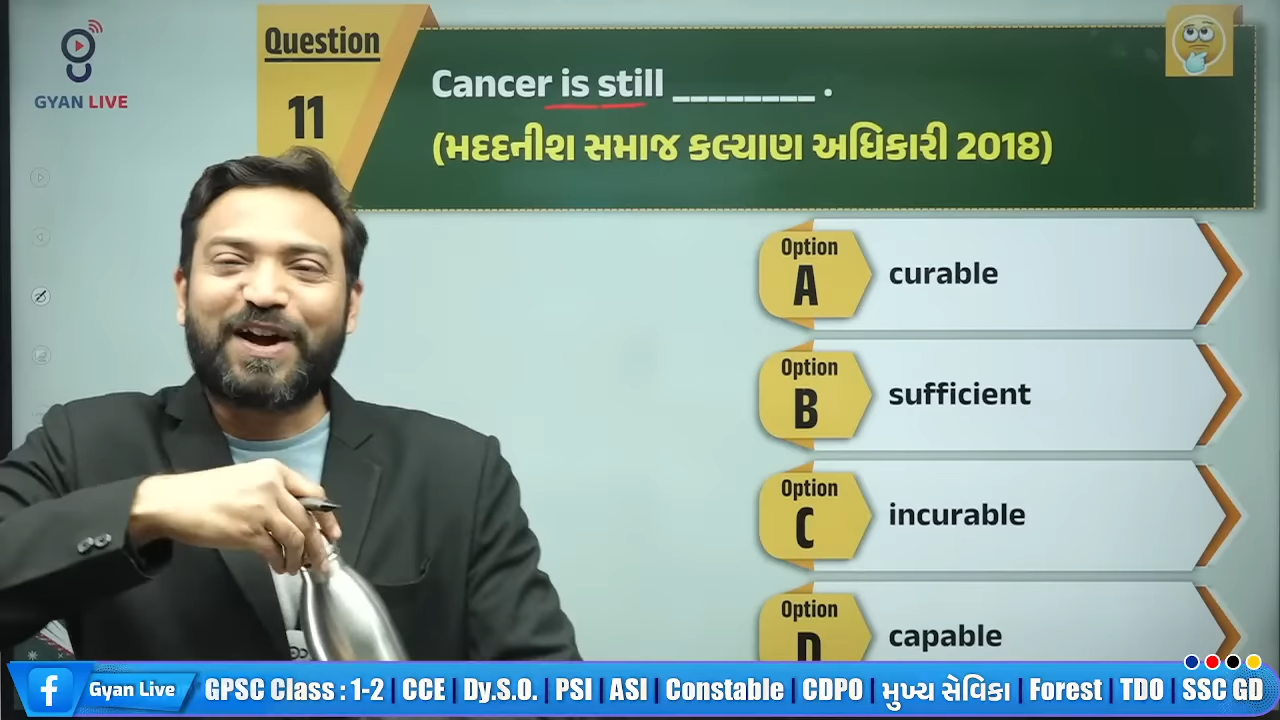 GYAN LIVE
Question
11
Cancer is still ________ .
(મદદનીશ સમાજ કલ્યાણ અધિકારી 2018)
Option
A
curable
Option
B
sufficient
Option
C
incurable
Option
D
capable
Gyan Live
GPSC Class : 1-2 | CCE | Dy.S.O. | PSI | ASI | Constable | CDPO | મુખ્ય સેવિકા | Forest | TDO | SSC GD